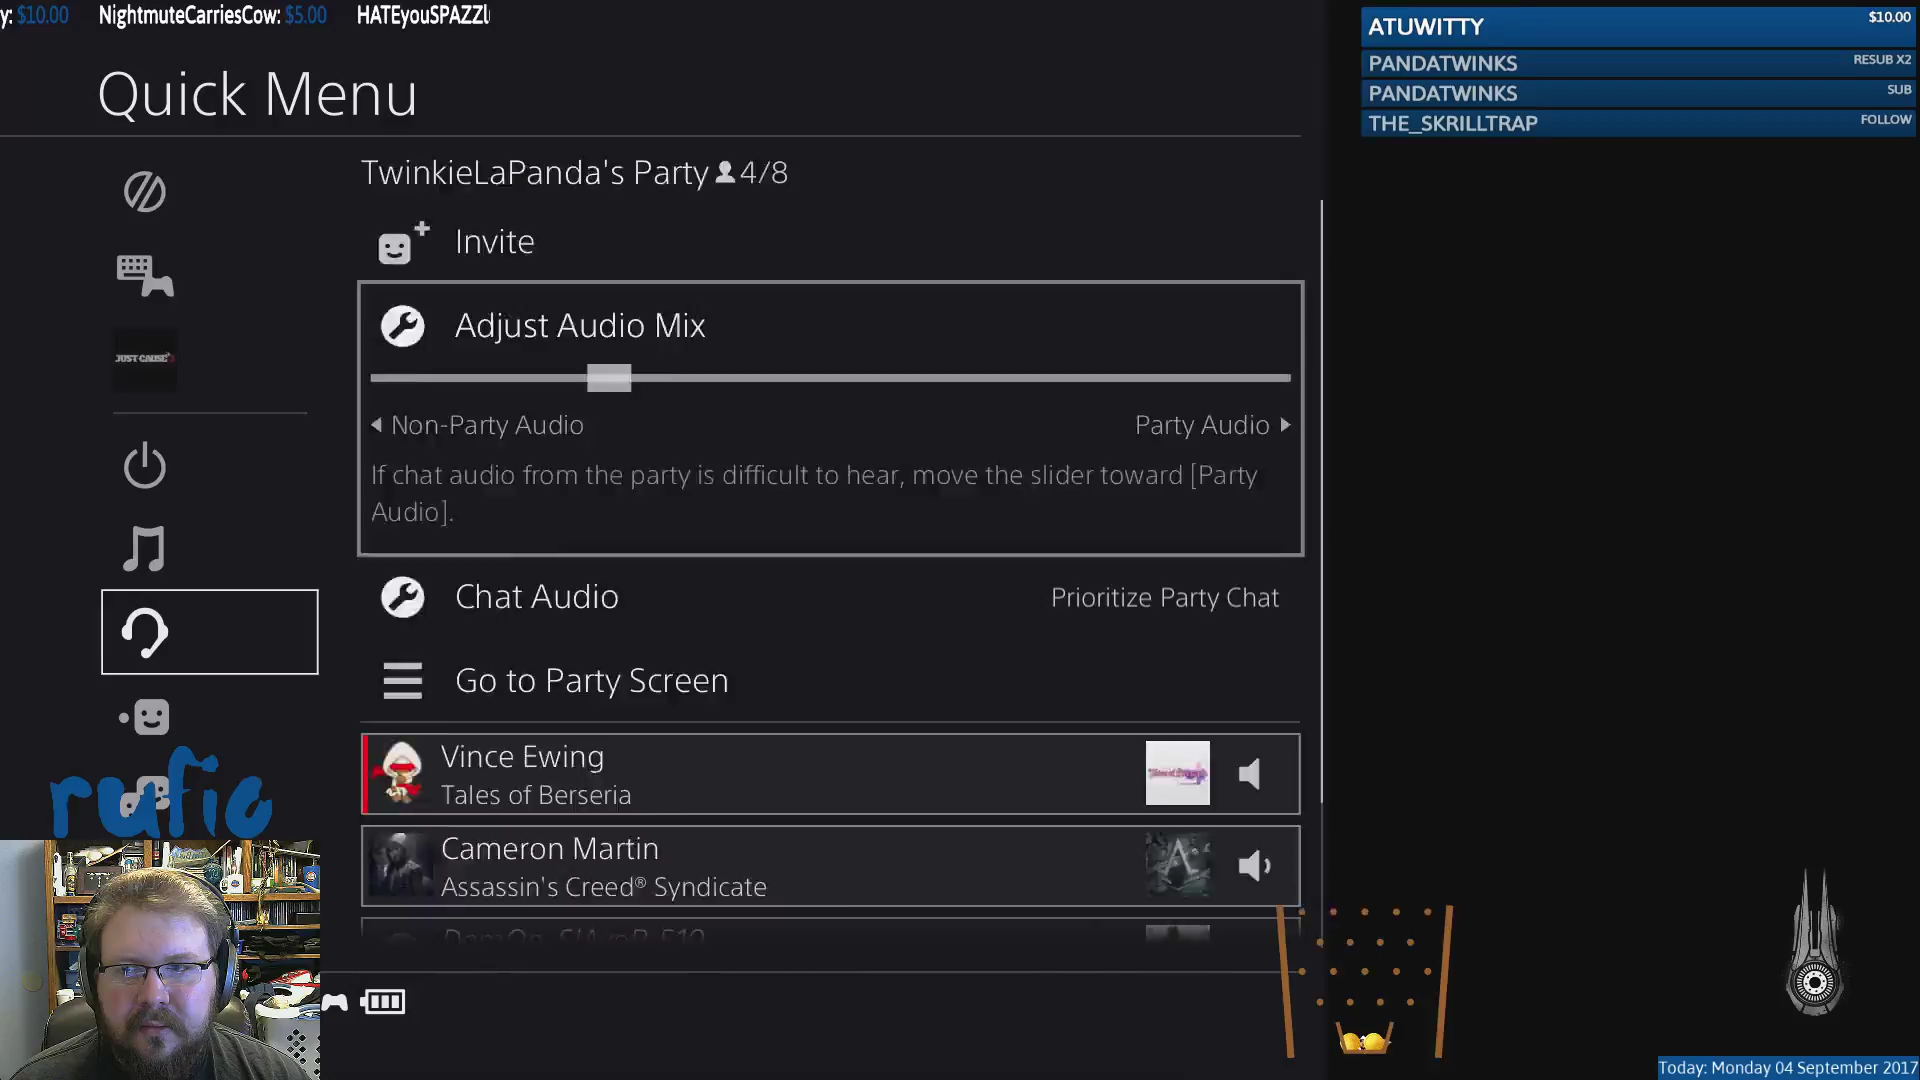 y: $10.00 NightmuteCarriesCow: $5.00 HATEyouSPAZZl
ATUWITTY $10.00
PANDATWINKS RESUB X2
PANDATWINKS SUB
THE_SKRILLTRAP FOLLOW
Quick Menu
TwinkieLaPanda's Party 4/8
Invite
JUST CAUSE
Adjust Audio Mix
Non-Party Audio Party Audio
If chat audio from the party is difficult to hear, move the slider toward [Party
Audio].
Chat Audio Prioritize Party Chat
Go to Party Screen
Vince Ewing
Tales of Berseria
Cameron Martin
Assassin's Creed® Syndicate
rufio
Today: Monday 04 September 2017